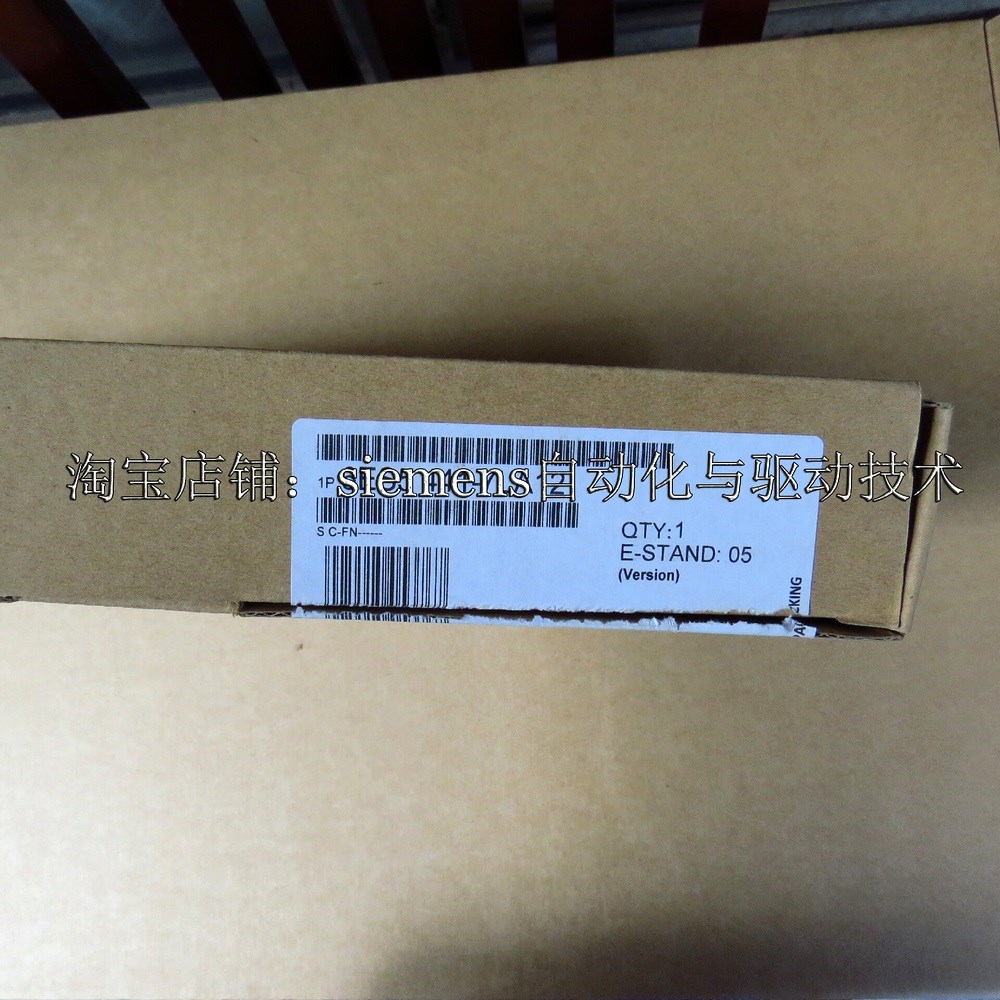 淘宝店铺：siemens自动化与驱动技术
1P
S C-FN------
QTY:1
E-STAND: 05
(Version)